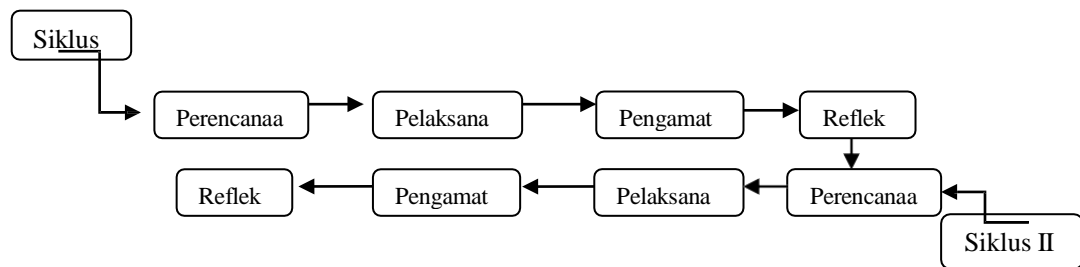 Siklus
Perencanaa
Pelaksana
Pengamat
Reflek
Reflek
Pengamat
Pelaksana
Perencanaa
Siklus II